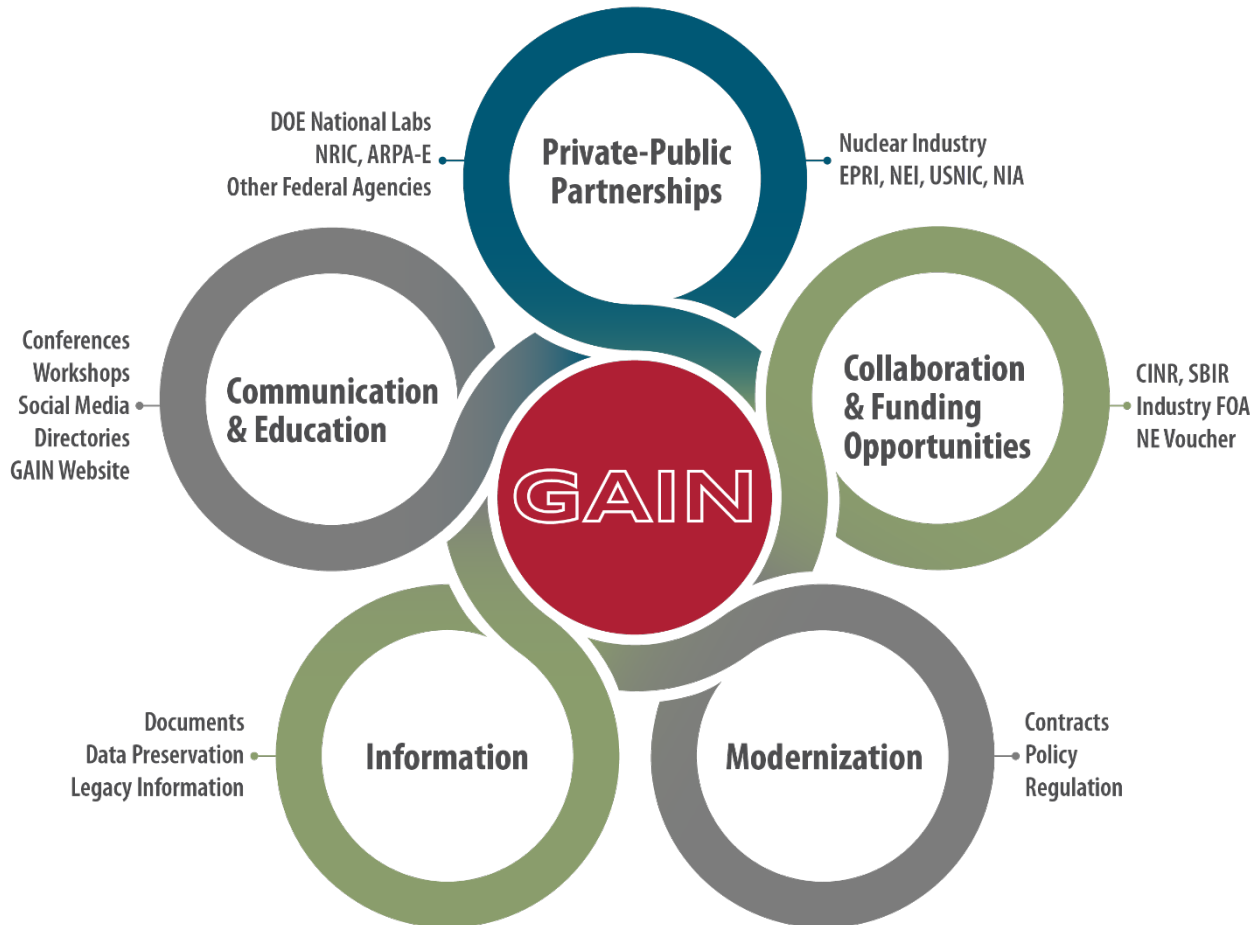 DOE National Labs
NRIC, ARPA-E
Other Federal Agencies
Private-Public
Partnerships
Nuclear Industry
EPRI, NEI, USNIC, NIA
Conferences
Workshops
Social Media
Directories
GAIN Website
Communication
& Education
GAIN
Collaboration
& Funding
Opportunities
CINR, SBIR
Industry FOA
NE Voucher
Documents
Data Preservation
Legacy Information
Information
Modernization
Contracts
Policy
Regulation